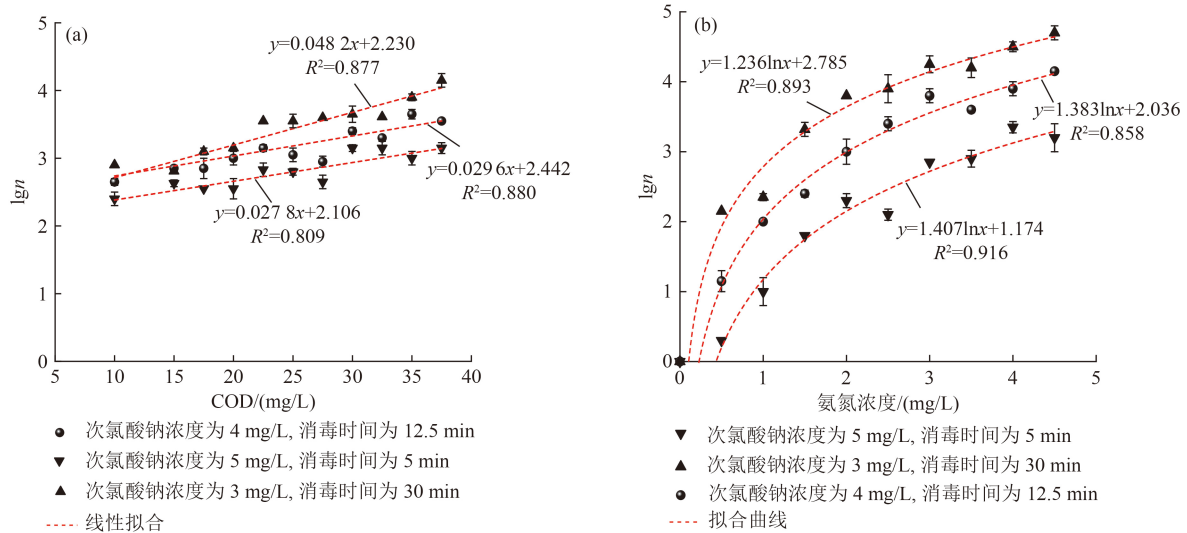 (a)
5
4
3
2
1
0
lgn
y=0.048 2x+2.230
R²=0.877
y=0.029 6x+2.442
R²=0.880
y=0.027 8x+2.106
R²=0.809
5 10 15 20 25 30 35 40
COD/(mg/L)
次氯酸钠浓度为 4 mg/L, 消毒时间为 12.5 min
次氯酸钠浓度为 5 mg/L, 消毒时间为 5 min
次氯酸钠浓度为 3 mg/L, 消毒时间为 30 min
线性拟合
(b)
5
4
3
2
1
0
lgn
y=1.236lnx+2.785
R²=0.893
y=1.383lnx+2.036
R²=0.858
y=1.407lnx+1.174
R²=0.916
0 1 2 3 4 5
氨氮浓度/(mg/L)
次氯酸钠浓度为 5 mg/L, 消毒时间为 5 min
次氯酸钠浓度为 3 mg/L, 消毒时间为 30 min
次氯酸钠浓度为 4 mg/L, 消毒时间为 12.5 min
拟合曲线